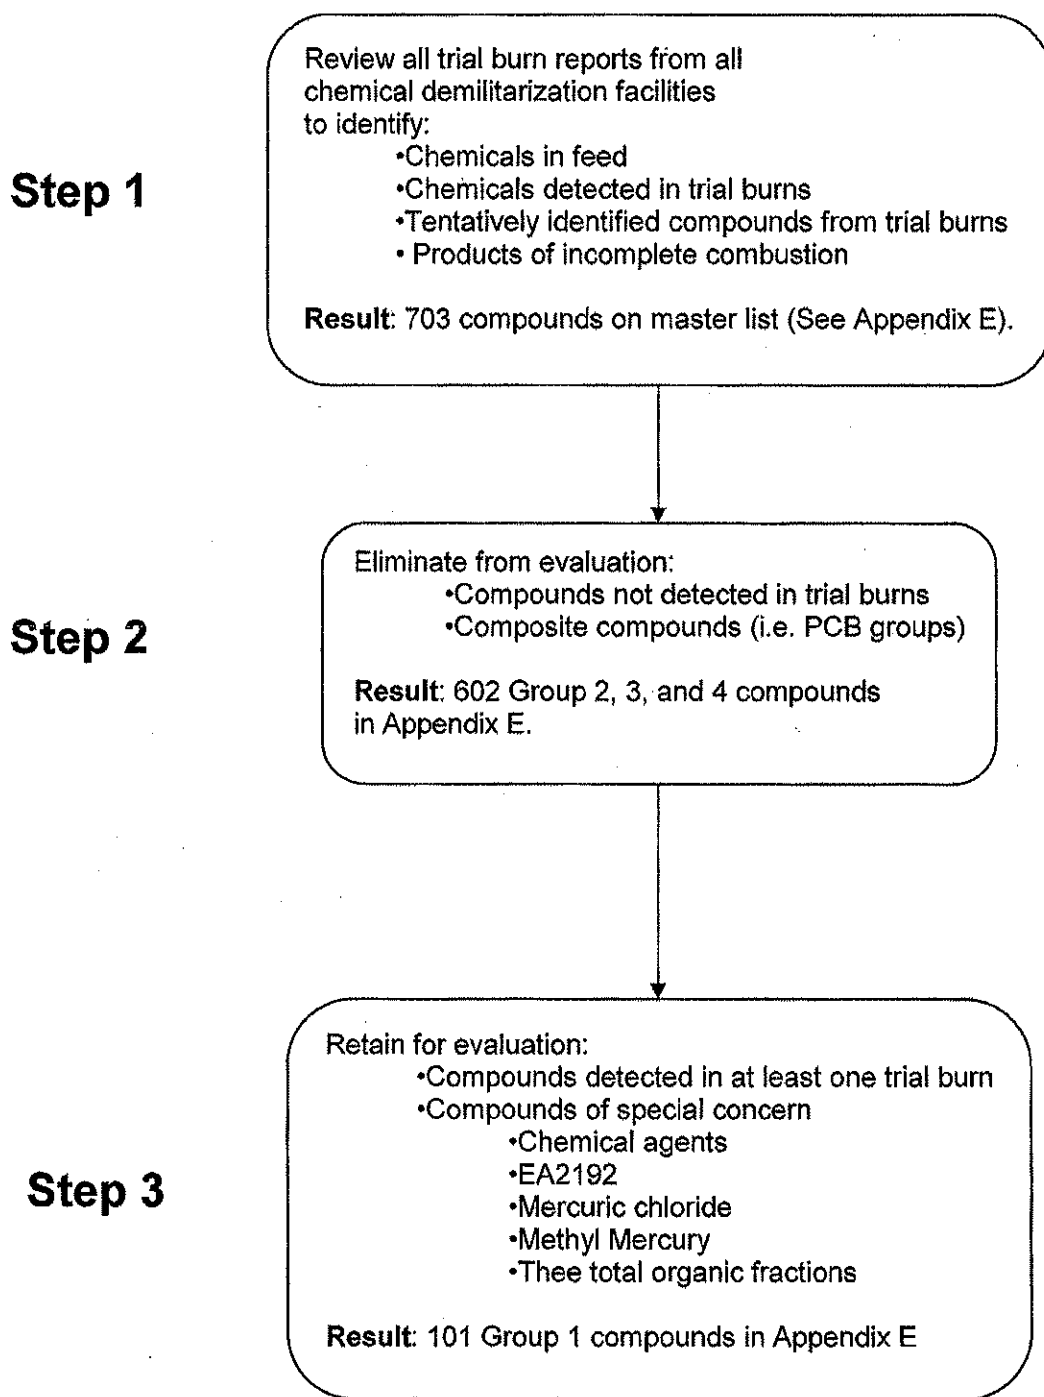 Step 1
Review all trial burn reports from all
chemical demilitarization facilities
to identify:
•Chemicals in feed
•Chemicals detected in trial burns
•Tentatively identified compounds from trial burns
• Products of incomplete combustion
Result: 703 compounds on master list (See Appendix E).
Step 2
Eliminate from evaluation:
•Compounds not detected in trial burns
•Composite compounds (i.e. PCB groups)
Result: 602 Group 2, 3, and 4 compounds
in Appendix E.
Step 3
Retain for evaluation:
•Compounds detected in at least one trial burn
•Compounds of special concern
•Chemical agents
•EA2192
•Mercuric chloride
•Methyl Mercury
•Thee total organic fractions
Result: 101 Group 1 compounds in Appendix E